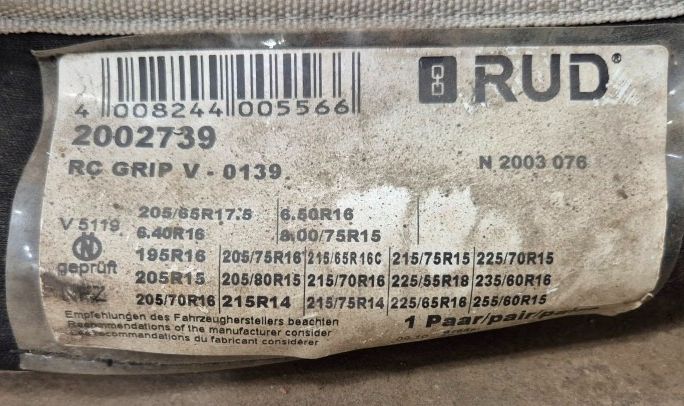 RUD®
4 008244 005566
2002739
RC GRIP V - 0139
N 2003 076
205/65R17.5 6.50R16
V 5119 6.40R16 8.00/75R15
geprüft
NFZ
195R16 205/75R16 215/65R16C 215/75R15 225/70R15
205R15 205/80R15 215/70R16 225/55R18 235/60R16
205/70R16 215R14 215/75R14 225/65R16 255/60R15
Empfehlungen des Fahrzeugherstellers beachten
Recommendations of the manufacturer consider
Recommendations du fabricant considérer
1 Paar/pair/